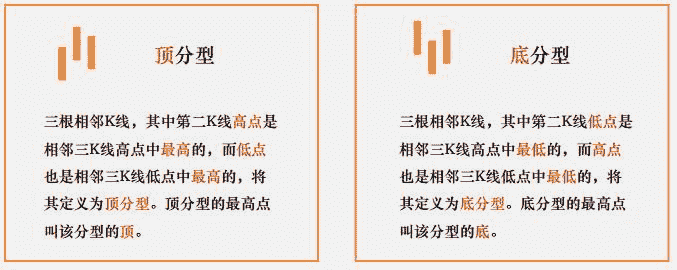 顶分型
三根相邻K线，其中第二K线高点是
相邻三K线高点中最高的，而低点
也是相邻三K线低点中最高的，将
其定义为顶分型。顶分型的最高点
叫该分型的顶。
底分型
三根相邻K线，其中第二K线低点是
相邻三K线高点中最低的，而高点
也是相邻三K线低点中最低的，将
其定义为底分型。底分型的最高点
叫该分型的底。